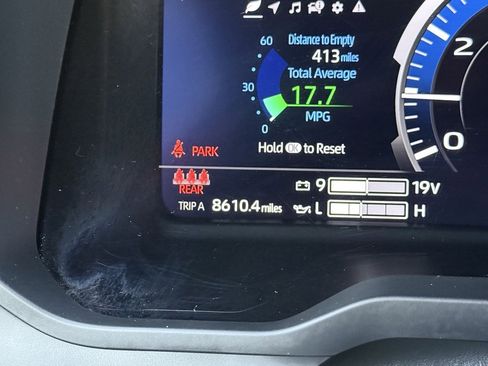 60
Distance to Empty
413 miles
Total Average
30
17.7
2
0
MPG
0
PARK
Hold OK to Reset
REAR
9 19V
TRIP A 8610.4 miles
L H